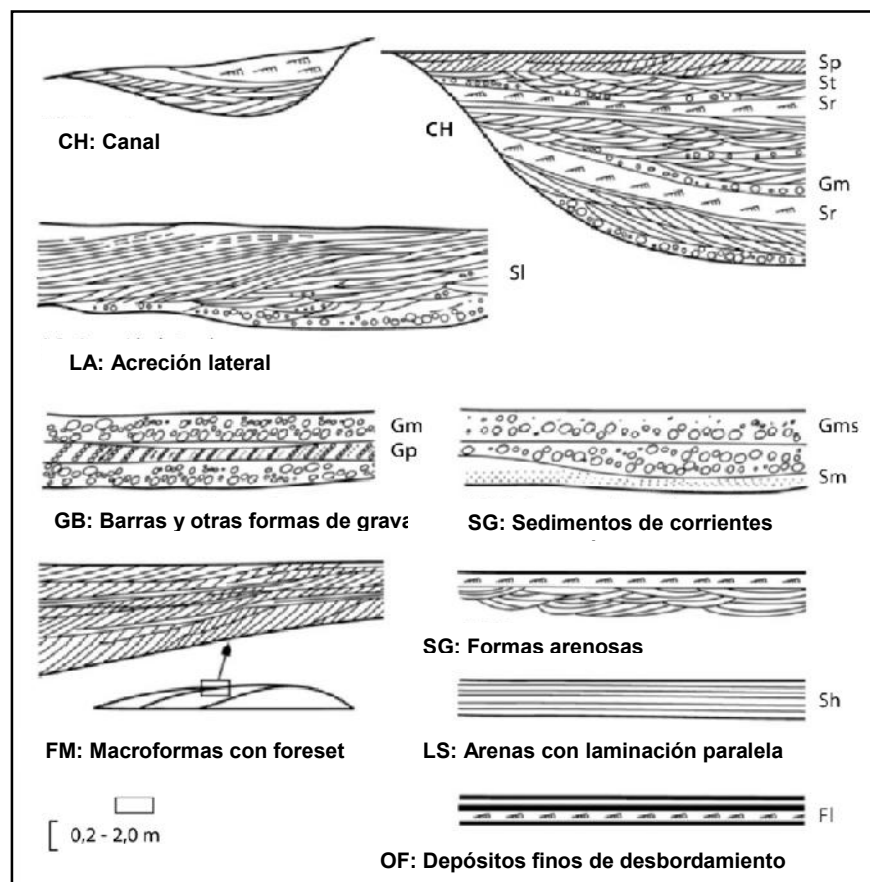 Sp
St
Sr
CH: Canal
CH
Gm
Sr
Sl
LA: Acreción lateral
Gm
Gp
GB: Barras y otras formas de grava
Gms
Sm
SG: Sedimentos de corrientes
SG: Formas arenosas
FM: Macroformas con foreset
Sh
LS: Arenas con laminación paralela
0,2 - 2,0 m
Fl
OF: Depósitos finos de desbordamiento